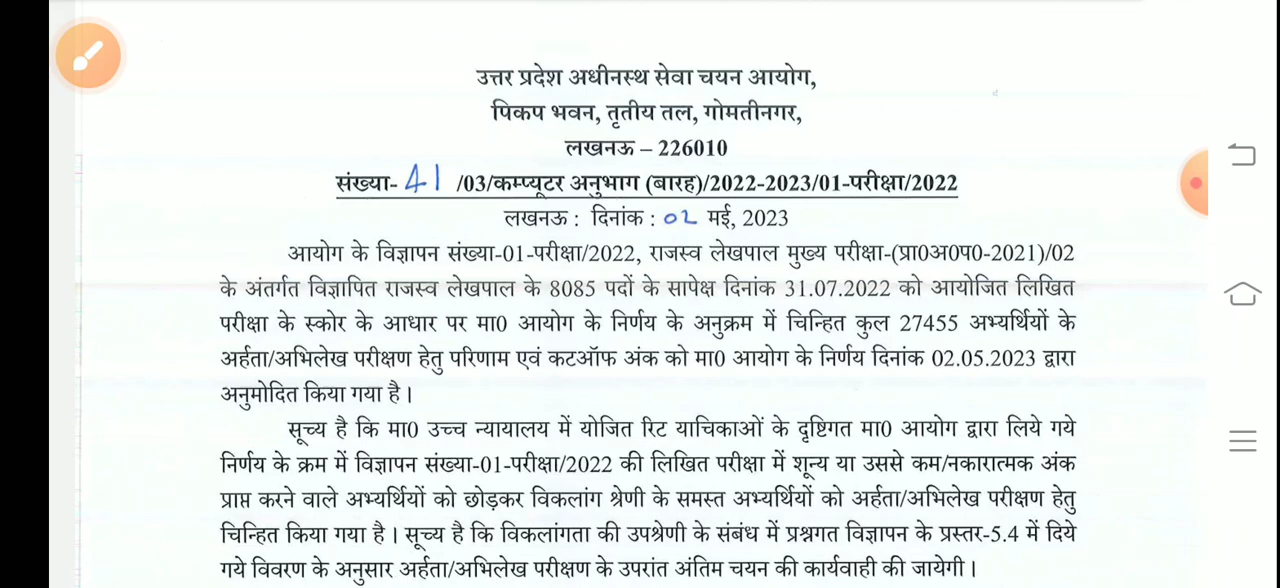 उत्तर प्रदेश अधीनस्थ सेवा चयन आयोग,
पिकप भवन, तृतीय तल, गोमतीनगर,
लखनऊ – 226010
संख्या- 41 /03/कम्प्यूटर अनुभाग (बारह)/2022-2023/01-परीक्षा/2022
लखनऊ : दिनांक : 02 मई, 2023
आयोग के विज्ञापन संख्या-01-परीक्षा/2022, राजस्व लेखपाल मुख्य परीक्षा-(प्रा0अ0प0-2021)/02
के अंतर्गत विज्ञापित राजस्व लेखपाल के 8085 पदों के सापेक्ष दिनांक 31.07.2022 को आयोजित लिखित
परीक्षा के स्कोर के आधार पर मा0 आयोग के निर्णय के अनुक्रम में चिन्हित कुल 27455 अभ्यर्थियों के
अर्हता/अभिलेख परीक्षण हेतु परिणाम एवं कटऑफ अंक को मा0 आयोग के निर्णय दिनांक 02.05.2023 द्वारा
अनुमोदित किया गया है।
सूच्य है कि मा0 उच्च न्यायालय में योजित रिट याचिकाओं के दृष्टिगत मा0 आयोग द्वारा लिये गये
निर्णय के क्रम में विज्ञापन संख्या-01-परीक्षा/2022 की लिखित परीक्षा में शून्य या उससे कम/नकारात्मक अंक
प्राप्त करने वाले अभ्यर्थियों को छोड़कर विकलांग श्रेणी के समस्त अभ्यर्थियों को अर्हता/अभिलेख परीक्षण हेतु
चिन्हित किया गया है। सूच्य है कि विकलांगता की उपश्रेणी के संबंध में प्रश्नगत विज्ञापन के प्रस्तर-5.4 में दिये
गये विवरण के अनुसार अर्हता/अभिलेख परीक्षण के उपरांत अंतिम चयन की कार्यवाही की जायेगी।